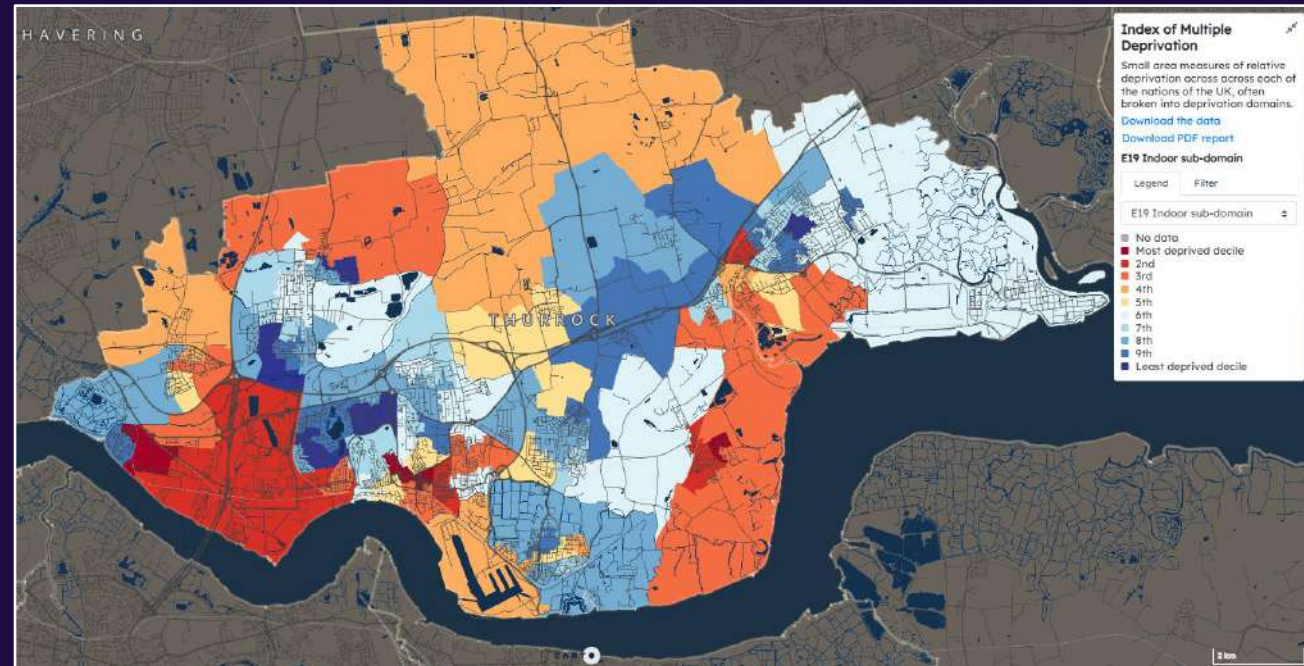 HAVERING
THURROCK
Index of Multiple
Deprivation
Small area measures of relative
deprivation across across each of
the nations of the UK, often
broken into deprivation domains.
Download the data
Download PDF report
E19 Indoor sub-domain
Legend
Filter
E19 Indoor sub-domain
No data
Most deprived decile
2nd
3rd
4th
5th
6th
7th
8th
9th
Least deprived decile